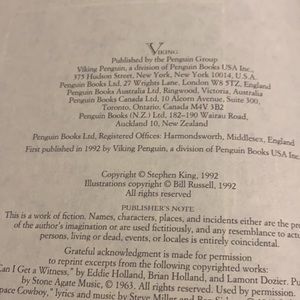 VIKING
Published by the Penguin Group
Viking Penguin, a division of Penguin Books USA Inc.,
375 Hudson Street, New York, New York 10014, U.S.A.
Penguin Books Ltd, 27 Wrights Lane, London W8 5TZ, England
Penguin Books Australia Ltd, Ringwood, Victoria, Australia
Penguin Books Canada Ltd, 10 Alcorn Avenue, Suite 300,
Toronto, Ontario, Canada M4V 3B2
Penguin Books (N.Z.) Ltd, 182–190 Wairau Road,
Auckland 10, New Zealand
Penguin Books Ltd, Registered Offices: Harmondsworth, Middlesex, England
First published in 1992 by Viking Penguin, a division of Penguin Books USA Inc.
Copyright © Stephen King, 1992
Illustrations copyright © Bill Russell, 1992
All rights reserved
PUBLISHER'S NOTE
This is a work of fiction. Names, characters, places, and incidents either are the pr
of the author's imagination or are used fictitiously, and any resemblance to actu
persons, living or dead, events, or locales is entirely coincidental.
Grateful acknowledgment is made for permission
to reprint excerpts from the following copyrighted works:
Can I Get a Witness," by Eddie Holland, Brian Holland, and Lamont Dozier.
by Stone Agate Music, © 1963. All rights reserved. Used by permission.
pace Cowboy," lyrics and music by Steve Miller and Ben